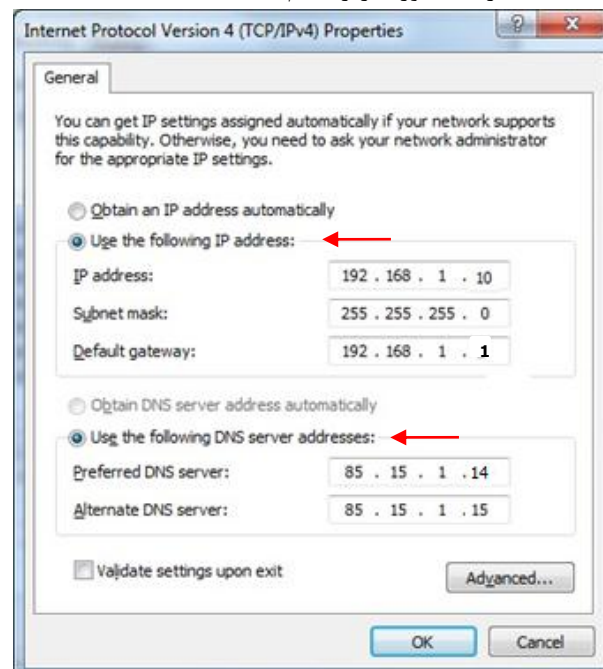 Internet Protocol Version 4 (TCP/IPv4) Properties
General
You can get IP settings assigned automatically if your network supports
this capability. Otherwise, you need to ask your network administrator
for the appropriate IP settings.
Obtain an IP address automatically
Use the following IP address:
IP address: 192 . 168 . 1 . 10
Subnet mask: 255 . 255 . 255 . 0
Default gateway: 192 . 168 . 1 . 1
Obtain DNS server address automatically
Use the following DNS server addresses:
Preferred DNS server: 85 . 15 . 1 . 14
Alternate DNS server: 85 . 15 . 1 . 15
Validate settings upon exit
Advanced...
OK Cancel